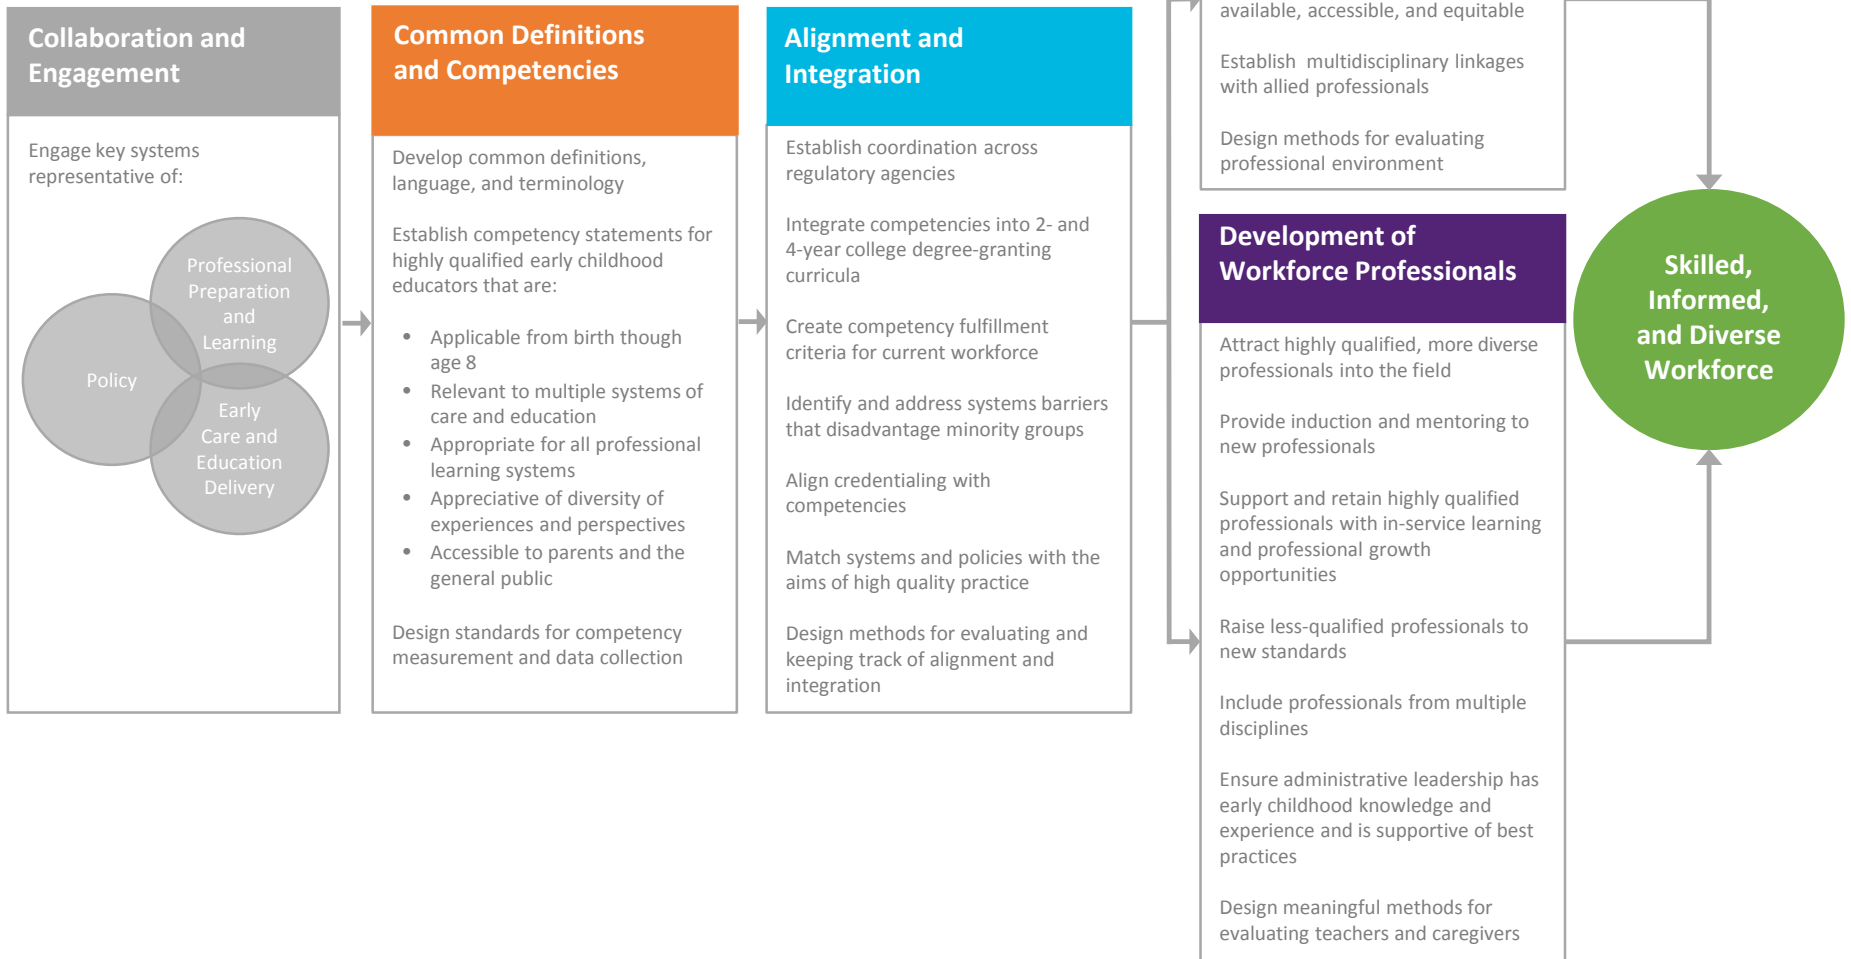 Collaboration and
Engagement
Engage key systems
representative of:
Professional
Preparation
and
Learning
Policy
Early
Care and
Education
Delivery
Common Definitions
and Competencies
Develop common definitions,
language, and terminology
Establish competency statements for
highly qualified early childhood
educators that are:
• Applicable from birth though
age 8
• Relevant to multiple systems of
care and education
• Appropriate for all professional
learning systems
• Appreciative of diversity of
experiences and perspectives
• Accessible to parents and the
general public
Design standards for competency
measurement and data collection
Alignment and
Integration
Establish coordination across
regulatory agencies
Integrate competencies into 2- and
4-year college degree-granting
curricula
Create competency fulfillment
criteria for current workforce
Identify and address systems barriers
that disadvantage minority groups
Align credentialing with
competencies
Match systems and policies with the
aims of high quality practice
Design methods for evaluating and
keeping track of alignment and
integration
available, accessible, and equitable
Establish multidisciplinary linkages
with allied professionals
Design methods for evaluating
professional environment
Development of
Workforce Professionals
Attract highly qualified, more diverse
professionals into the field
Provide induction and mentoring to
new professionals
Support and retain highly qualified
professionals with in-service learning
and professional growth
opportunities
Raise less-qualified professionals to
new standards
Include professionals from multiple
disciplines
Ensure administrative leadership has
early childhood knowledge and
experience and is supportive of best
practices
Design meaningful methods for
evaluating teachers and caregivers
Skilled,
Informed,
and Diverse
Workforce